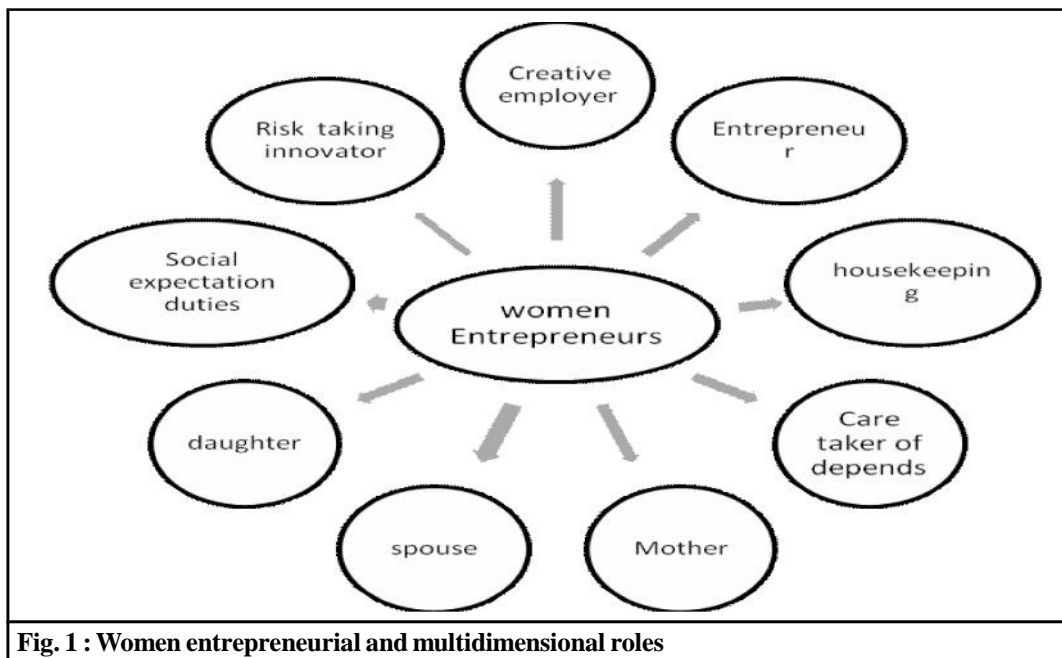 Creative
employer
Risk taking
innovator
Entrepreneu
r
Social
expectation
duties
housekeepin
g
women
Entrepreneurs
daughter
Care
taker of
depends
spouse
Mother
Fig. 1 : Women entrepreneurial and multidimensional roles